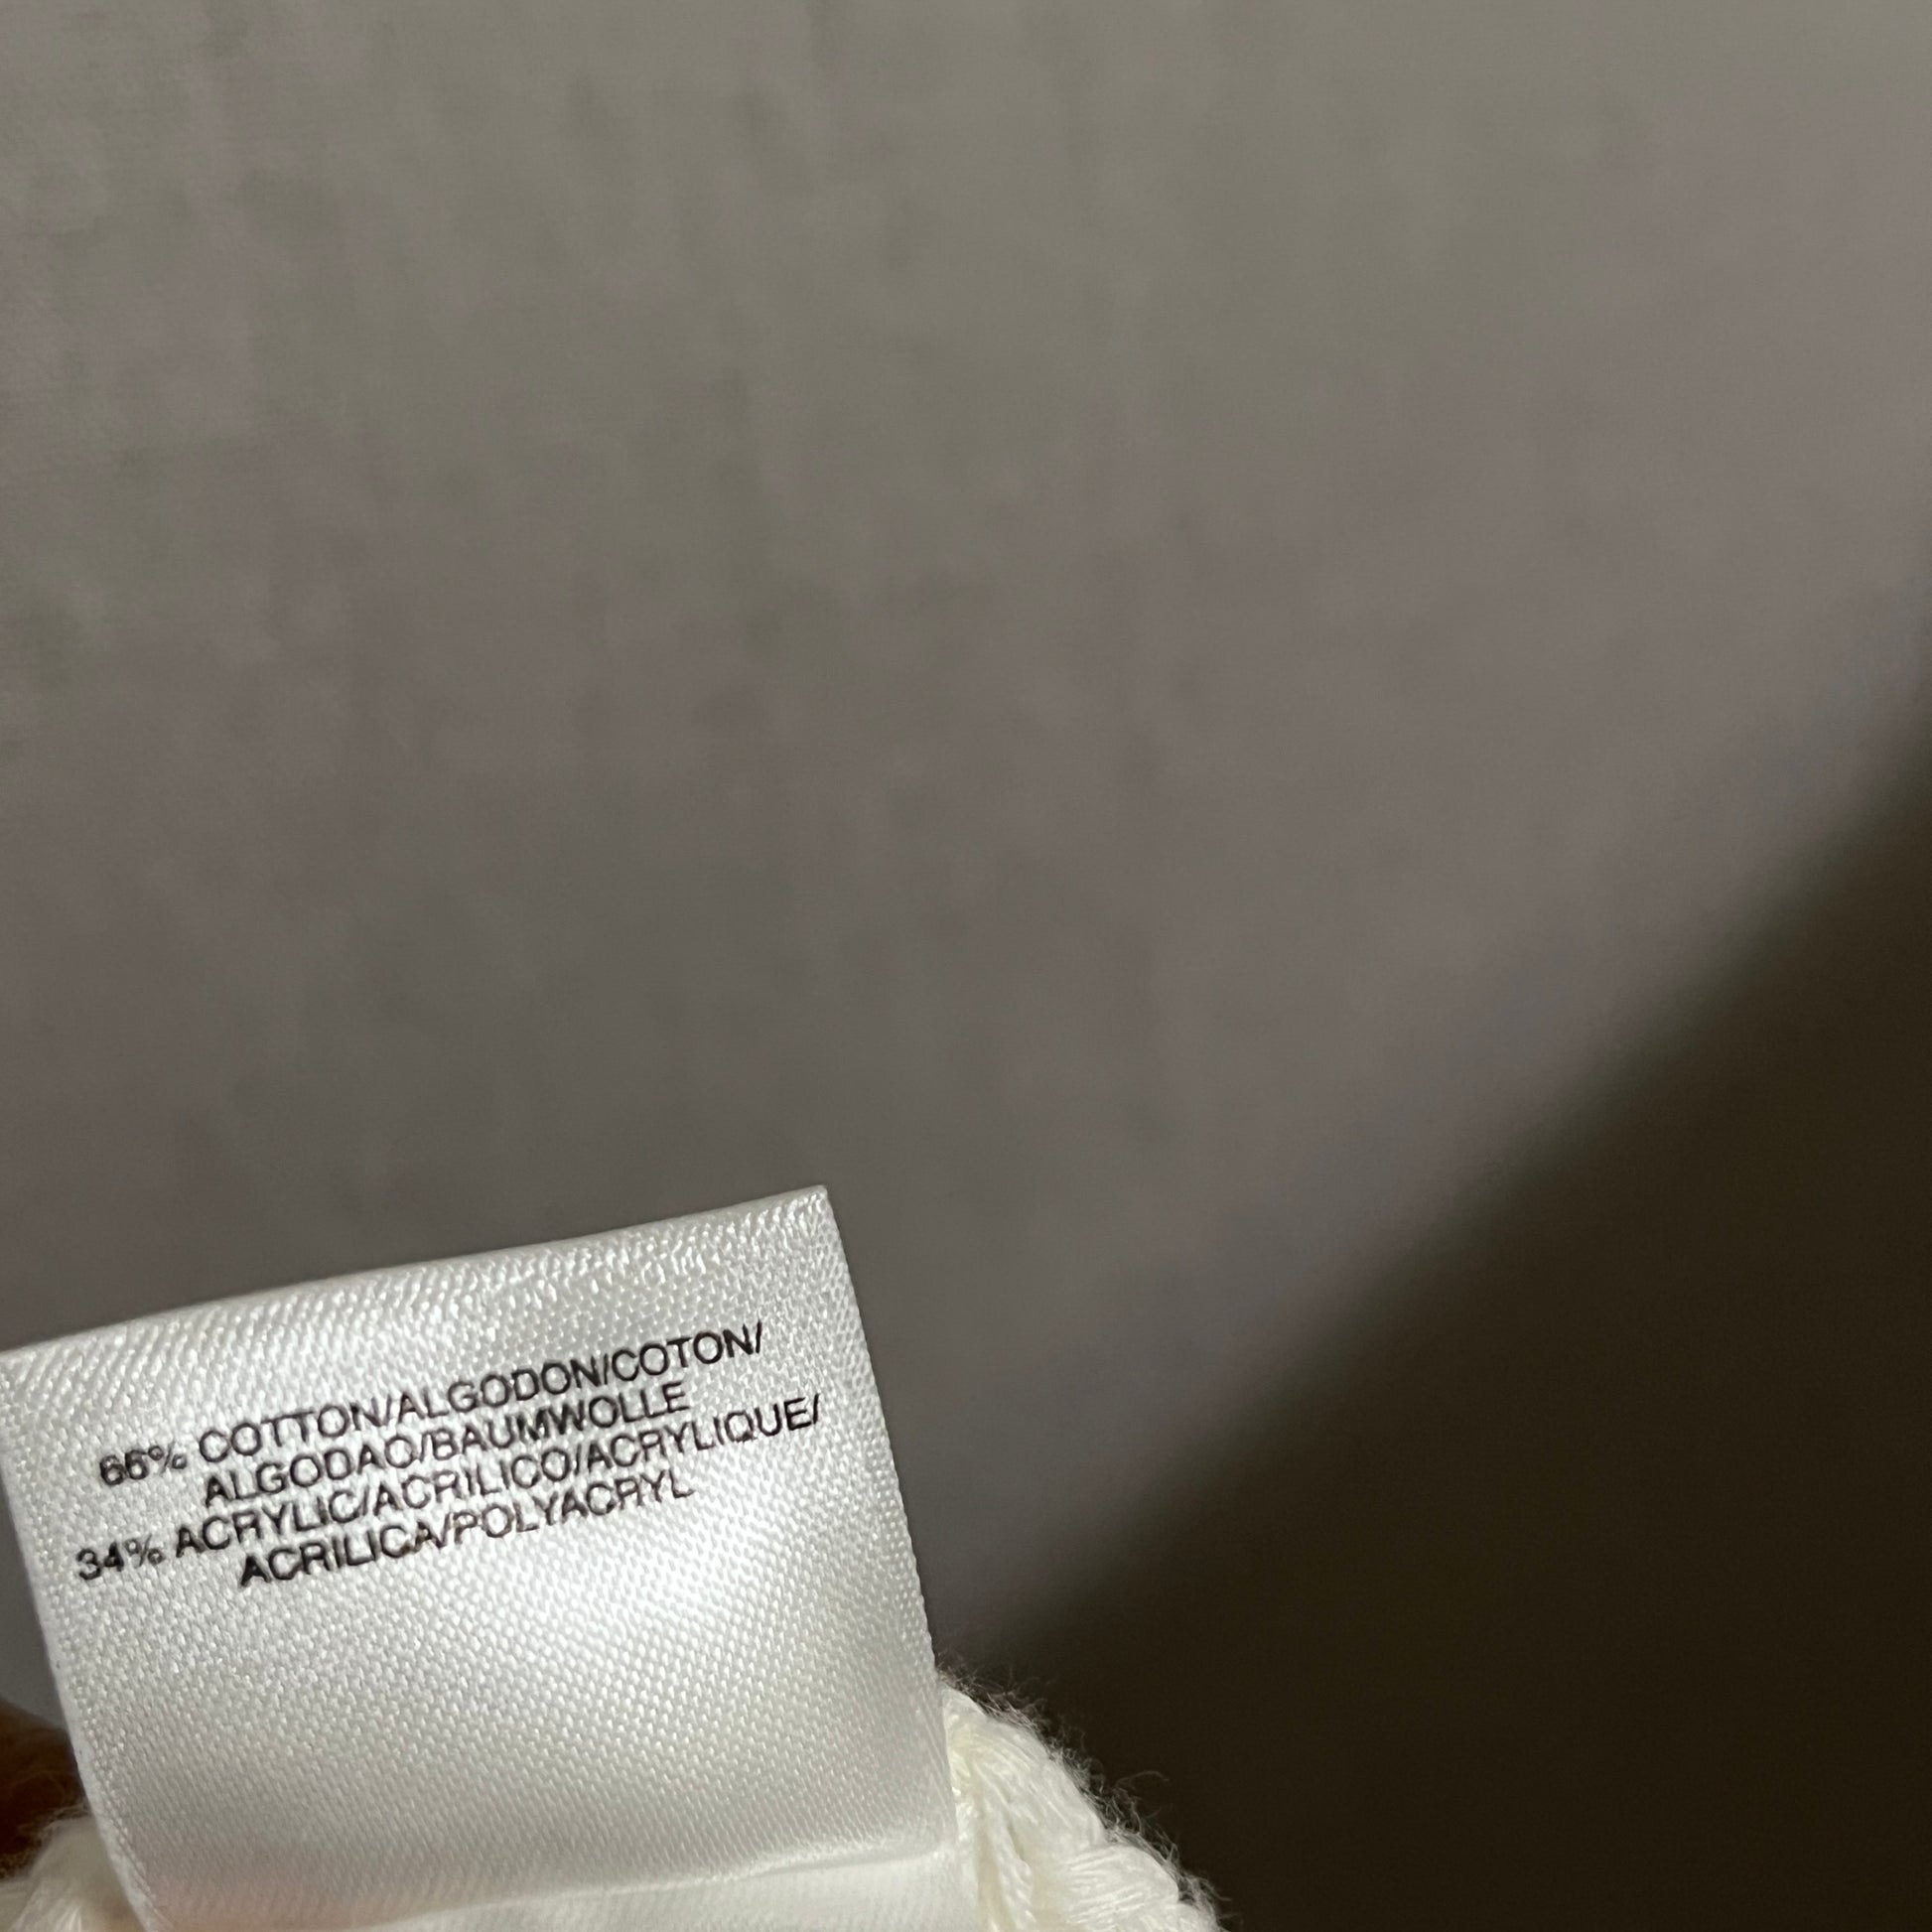 66% COTTON/ALGODON/COTON/
ALGODAO/BAUMWOLLE
34% ACRYLIC/ACRILICO/ACRYLIQUE/
ACRILICA/POLYACRYL